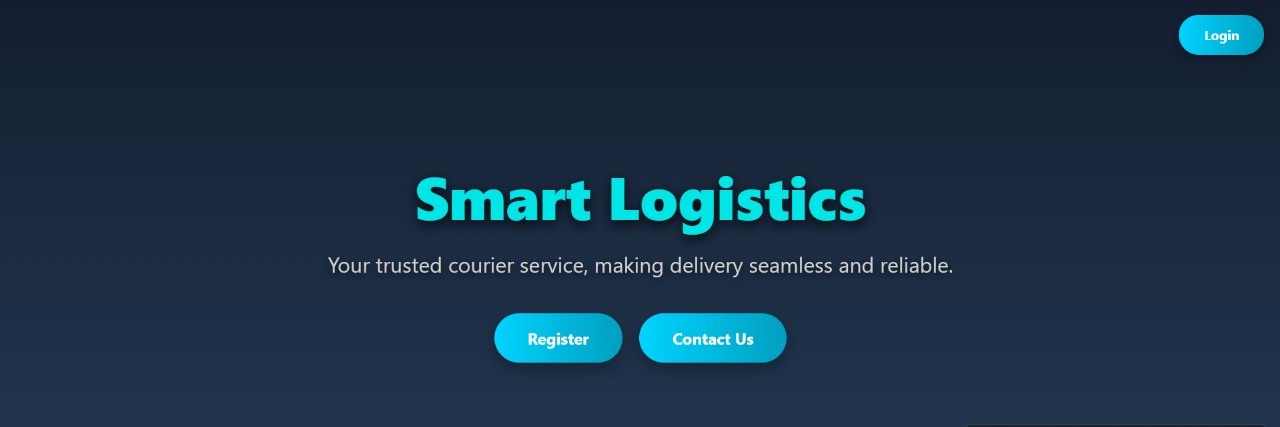 Login
Smart Logistics
Your trusted courier service, making delivery seamless and reliable.
Register
Contact Us